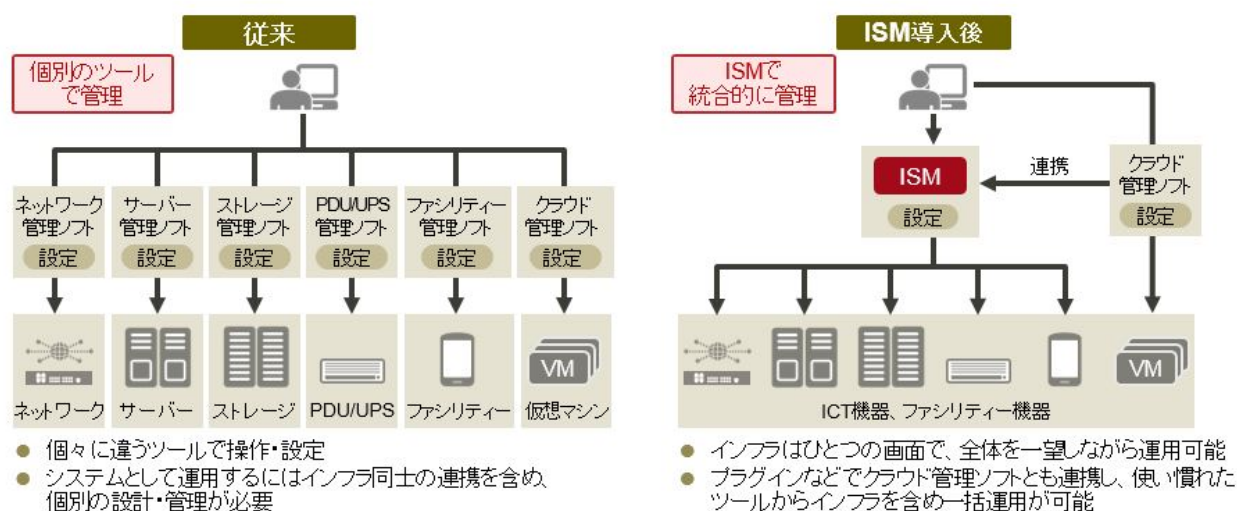 従来
個別のツール
で管理
ネットワーク
管理ソフト
設定
サーバー
管理ソフト
設定
ストレージ
管理ソフト
設定
PDU/UPS
管理ソフト
設定
ファシリティー
管理ソフト
設定
クラウド
管理ソフト
設定
ネットワーク
サーバー
ストレージ
PDU/UPS
ファシリティー
VM
仮想マシン
● 個々に違うツールで操作・設定
● システムとして運用するにはインフラ同士の連携を含め、
個別の設計・管理が必要
ISM導入後
ISMで
統合的に管理
ISM
設定
連携
クラウド
管理ソフト
設定
VM
ICT機器、ファシリティー機器
● インフラはひとつの画面で、全体を一望しながら運用可能
● プラグインなどでクラウド管理ソフトとも連携し、使い慣れた
ツールからインフラを含め一括運用が可能